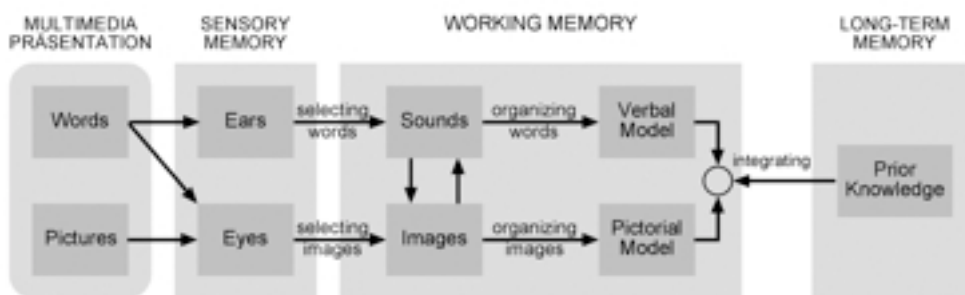 MULTIMEDIA
PRÄSENTATION
SENSORY
MEMORY
WORKING MEMORY
LONG-TERM
MEMORY
Words
Ears
selecting
words
Sounds
organizing
words
Verbal
Model
integrating
Prior
Knowledge
Pictures
Eyes
selecting
images
Images
organizing
images
Pictorial
Model